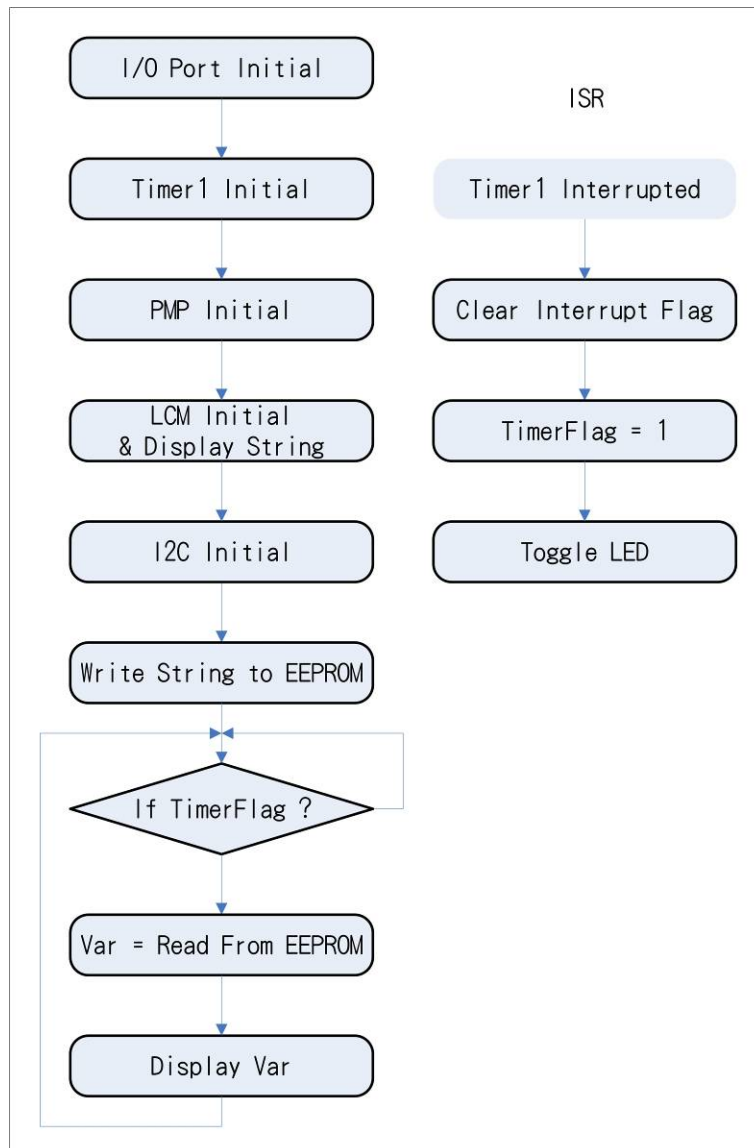 I/O Port Initial
Timer1 Initial
PMP Initial
LCM Initial
& Display String
I2C Initial
Write String to EEPROM
If TimerFlag ?
Var = Read From EEPROM
Display Var
ISR
Timer1 Interrupted
Clear Interrupt Flag
TimerFlag = 1
Toggle LED